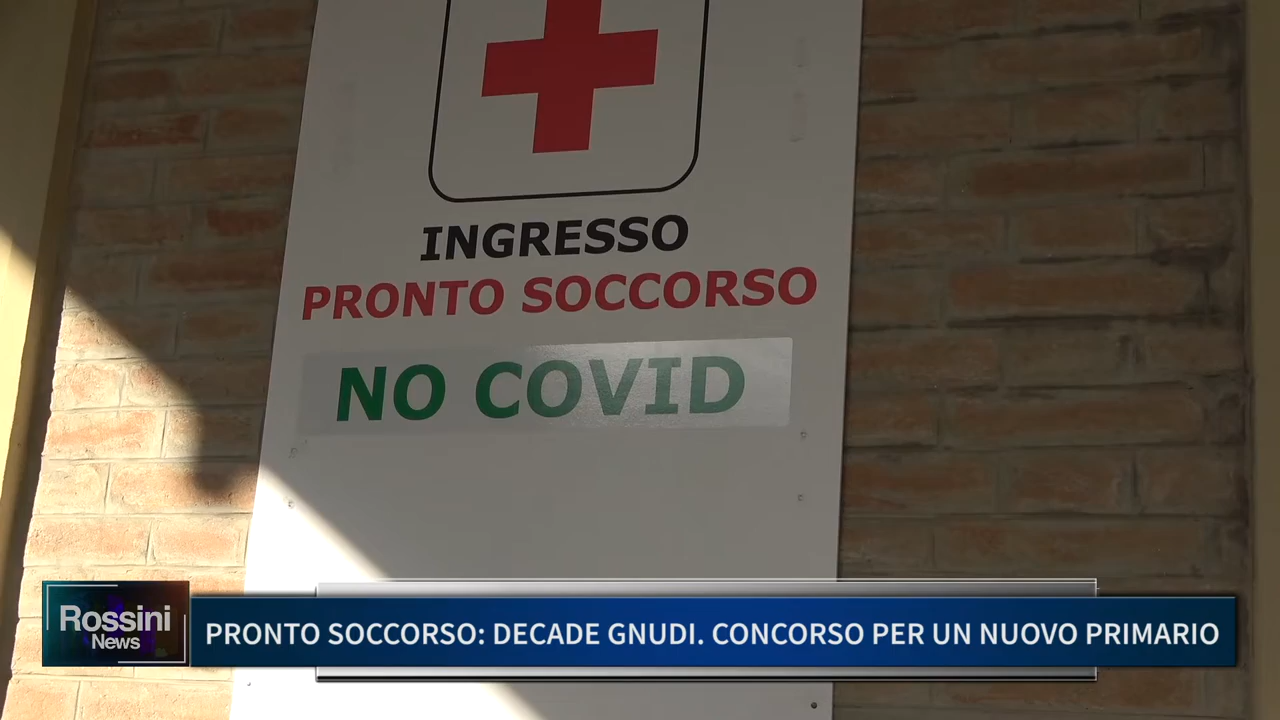 INGRESSO
PRONTO SOCCORSO
NO COVID
Rossini
News
PRONTO SOCCORSO: DECADE GNUDI. CONCORSO PER UN NUOVO PRIMARIO